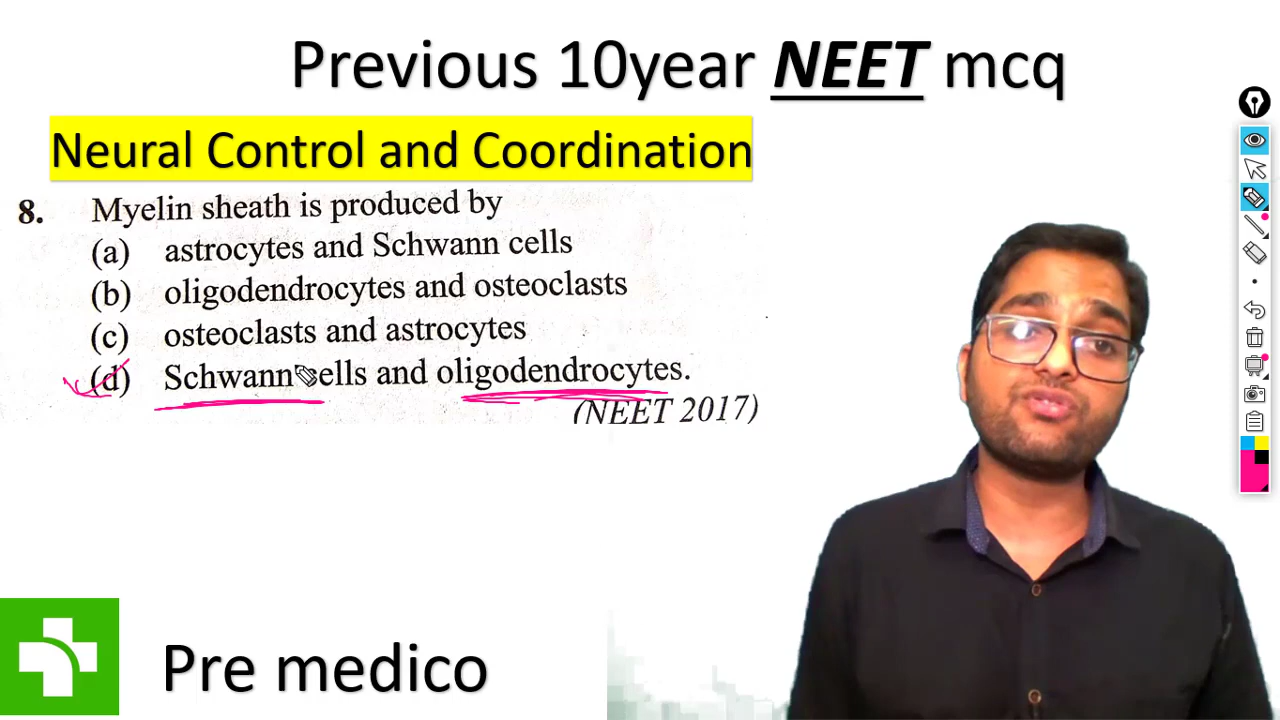 Previous 10year NEET mcq
Neural Control and Coordination
8. Myelin sheath is produced by
(a) astrocytes and Schwann cells
(b) oligodendrocytes and osteoclasts
(c) osteoclasts and astrocytes
(d) Schwann ells and oligodendrocytes.
(NEET 2017)
Pre medico